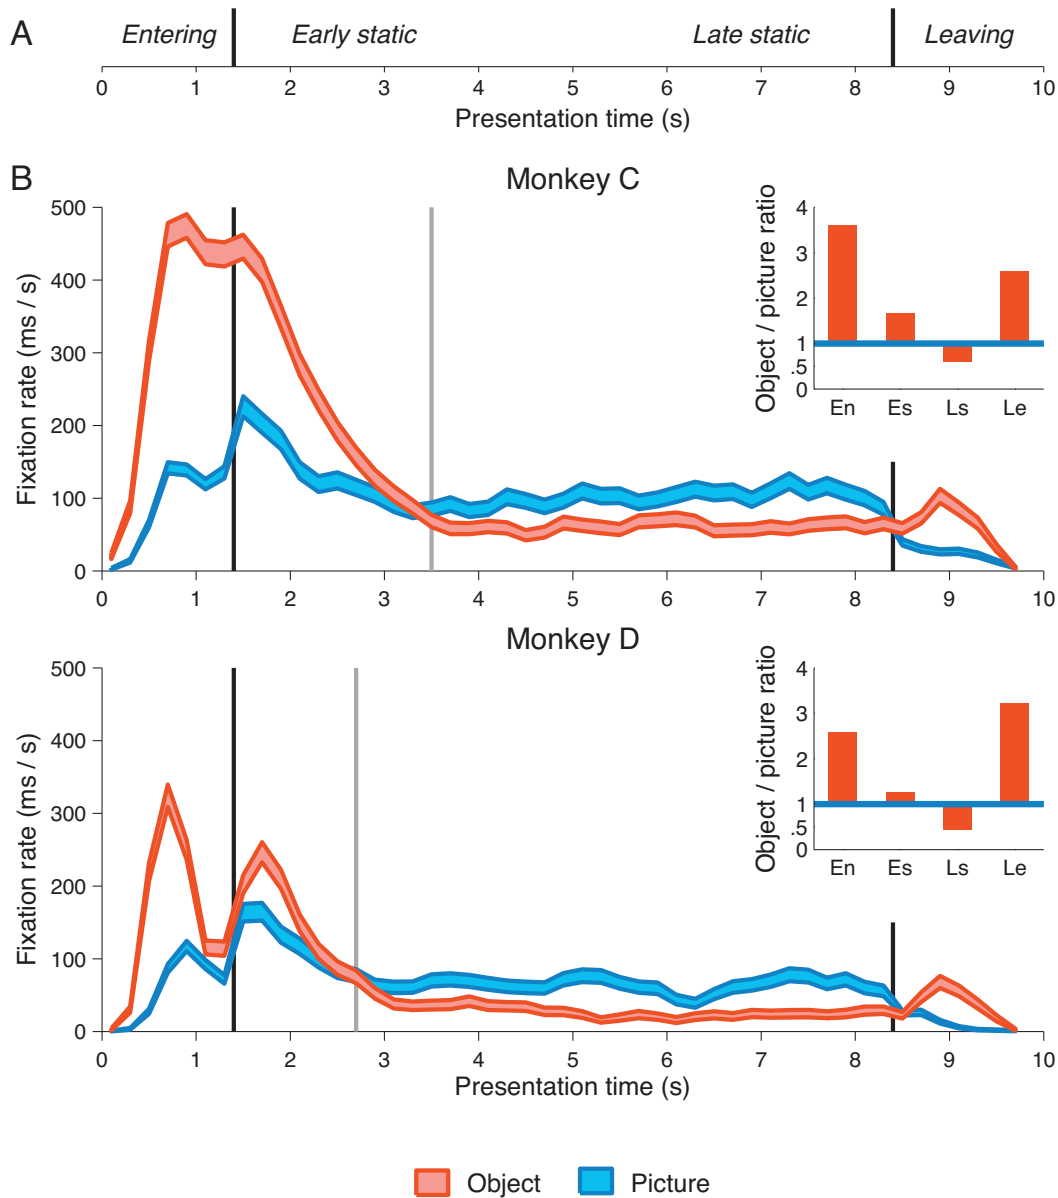 A
Entering Early static Late static Leaving
0 1 2 3 4 5 6 7 8 9 10
Presentation time (s)
B
Monkey C
Fixation rate (ms / s)
500
400
300
200
100
0
0 1 2 3 4 5 6 7 8 9 10
Object / picture ratio
4
3
2
1
.5
0
En Es Ls Le
Monkey D
Fixation rate (ms / s)
500
400
300
200
100
0
0 1 2 3 4 5 6 7 8 9 10
Presentation time (s)
Object / picture ratio
4
3
2
1
.5
0
En Es Ls Le
Object Picture